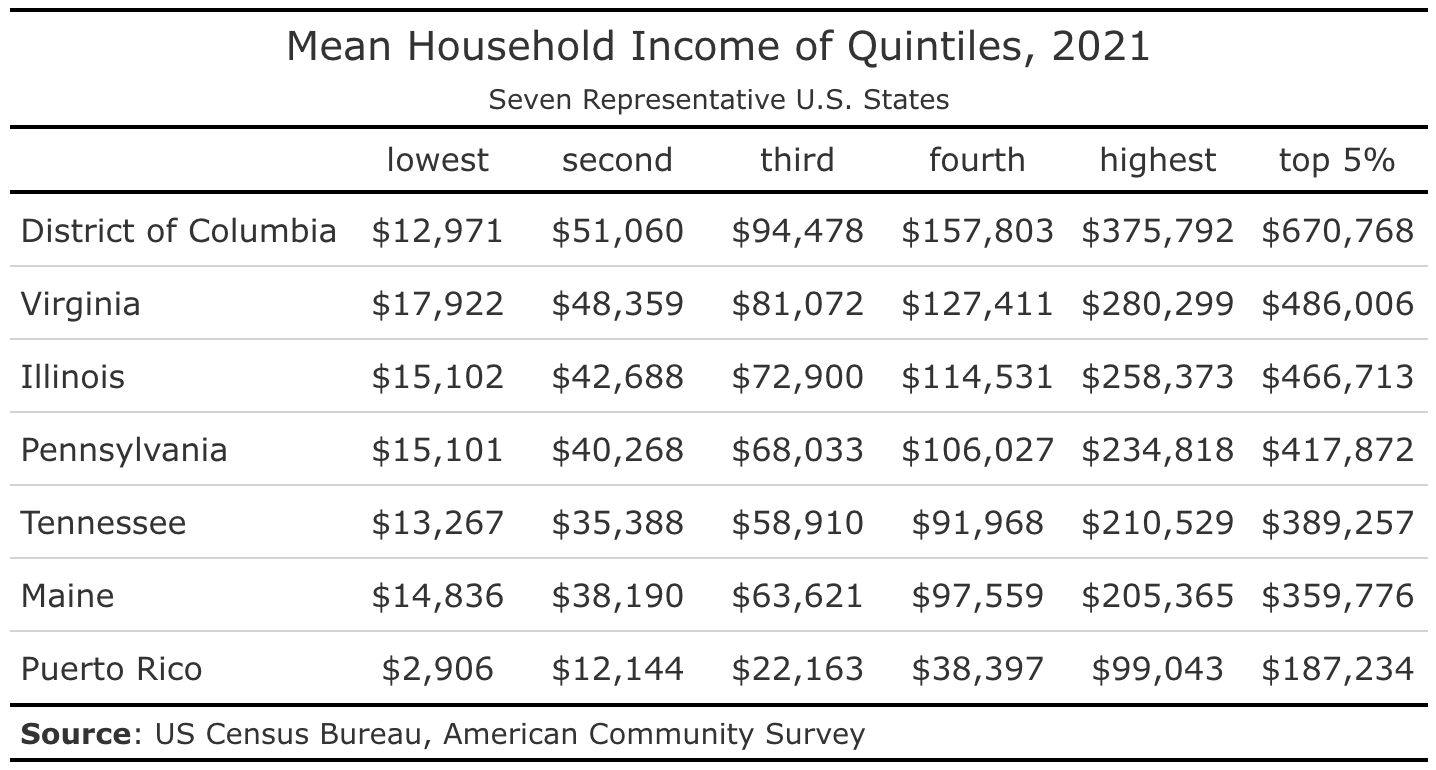 Mean Household Income of Quintiles, 2021
Seven Representative U.S. States
lowest second third fourth highest top 5%
District of Columbia $12,971 $51,060 $94,478 $157,803 $375,792 $670,768
Virginia $17,922 $48,359 $81,072 $127,411 $280,299 $486,006
Illinois $15,102 $42,688 $72,900 $114,531 $258,373 $466,713
Pennsylvania $15,101 $40,268 $68,033 $106,027 $234,818 $417,872
Tennessee $13,267 $35,388 $58,910 $91,968 $210,529 $389,257
Maine $14,836 $38,190 $63,621 $97,559 $205,365 $359,776
Puerto Rico $2,906 $12,144 $22,163 $38,397 $99,043 $187,234
Source: US Census Bureau, American Community Survey